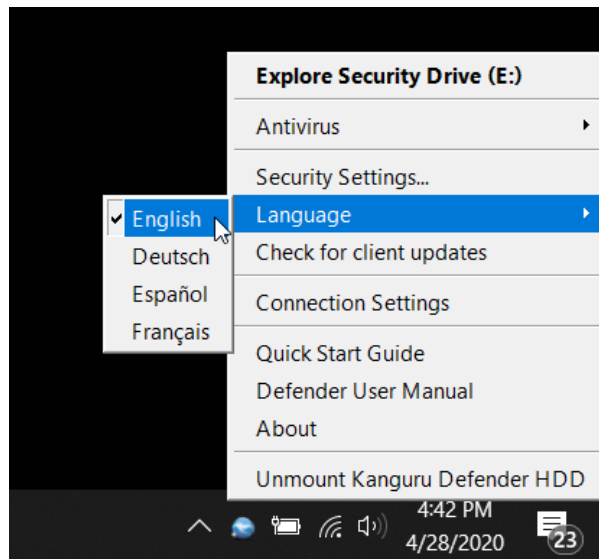 Explore Security Drive (E:)
Antivirus
Security Settings...
Language
English
Deutsch
Español
Français
Check for client updates
Connection Settings
Quick Start Guide
Defender User Manual
About
Unmount Kanguru Defender HDD
4:42 PM
4/28/2020
23